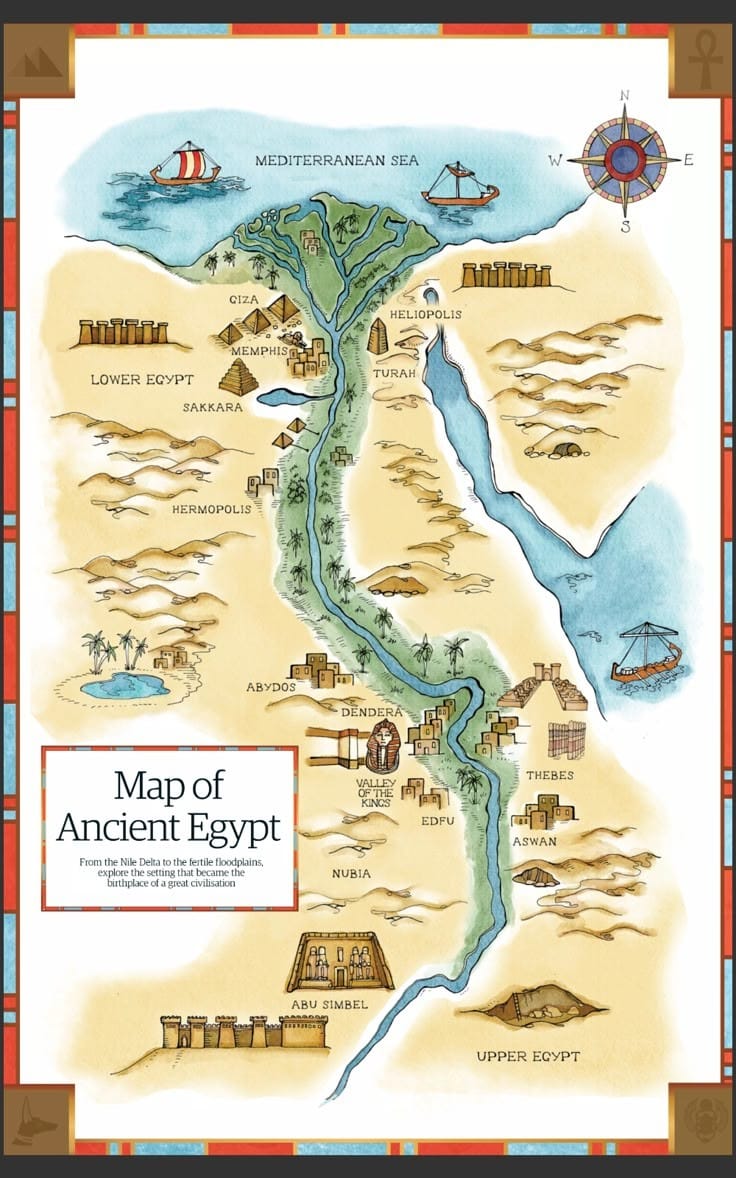 N
MEDITERRANEAN SEA
W
E
S
GIZA
HELIOPOLIS
MEMPHIS
TURAH
LOWER EGYPT
SAKKARA
HERMOPOLIS
ABYDOS
DENDERA
Map of
Ancient Egypt
From the Nile Delta to the fertile floodplains,
explore the setting that became the
birthplace of a great civilisation
VALLEY
OF THE
KINGS
THEBES
EDFU
ASWAN
NUBIA
ABU SIMBEL
UPPER EGYPT